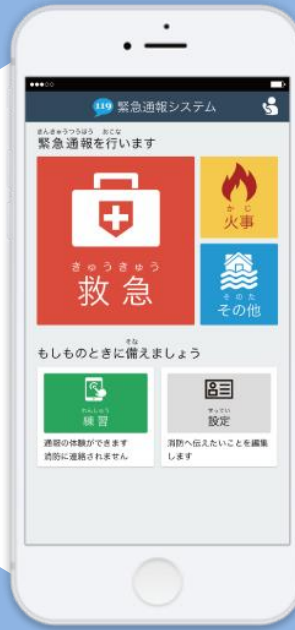 119 緊急通報システム
きんきゅうつうほう おこな
緊急通報を行います
きゅうきゅう
救急
かじ
火事
そのた
その他
そな
もしものときに備えましょう
れんしゅう
練習
せってい
設定
通報の体験ができます
消防に連絡されません
消防へ伝えたいことを編集
します